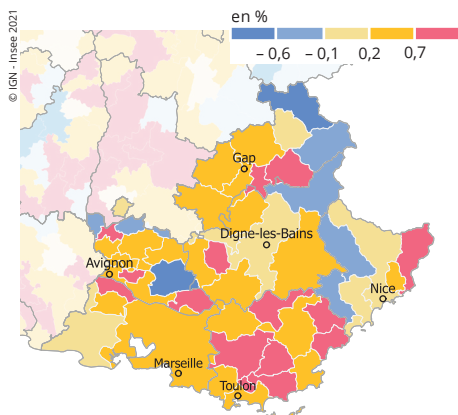 en %
– 0,6 – 0,1 0,2 0,7
© IGN - Insee 2021
Gap
Digne-les-Bains
Avignon
Nice
Marseille
Toulon